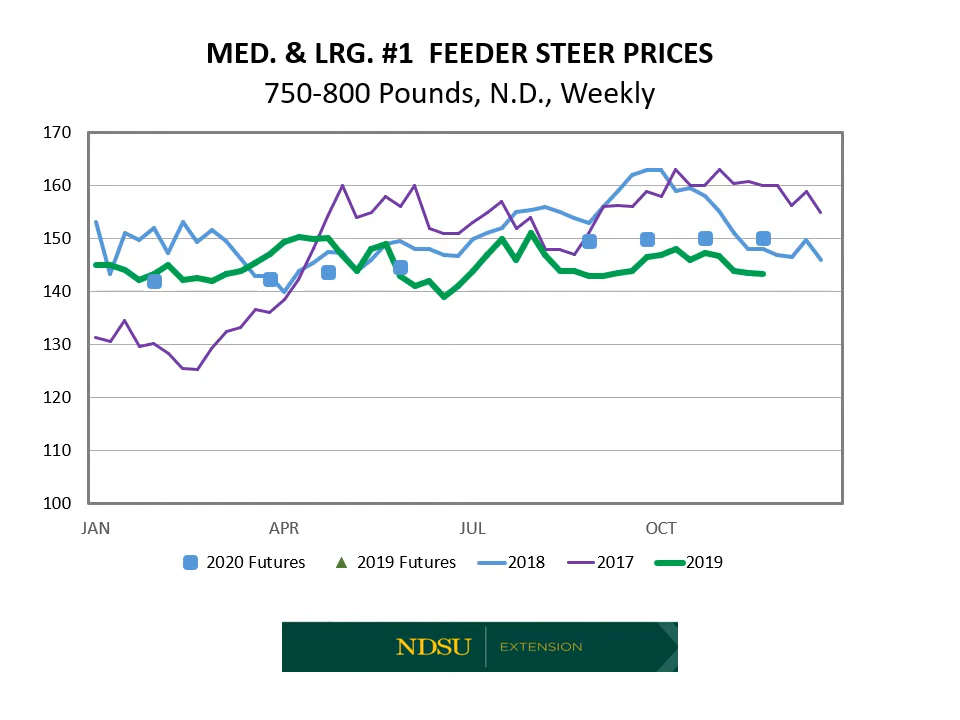 MED. & LRG. #1  FEEDER STEER PRICES
750-800 Pounds, N.D., Weekly
170
160
150
140
130
120
110
100
JAN APR JUL OCT
2020 Futures 2019 Futures 2018 2017 2019
NDSU EXTENSION